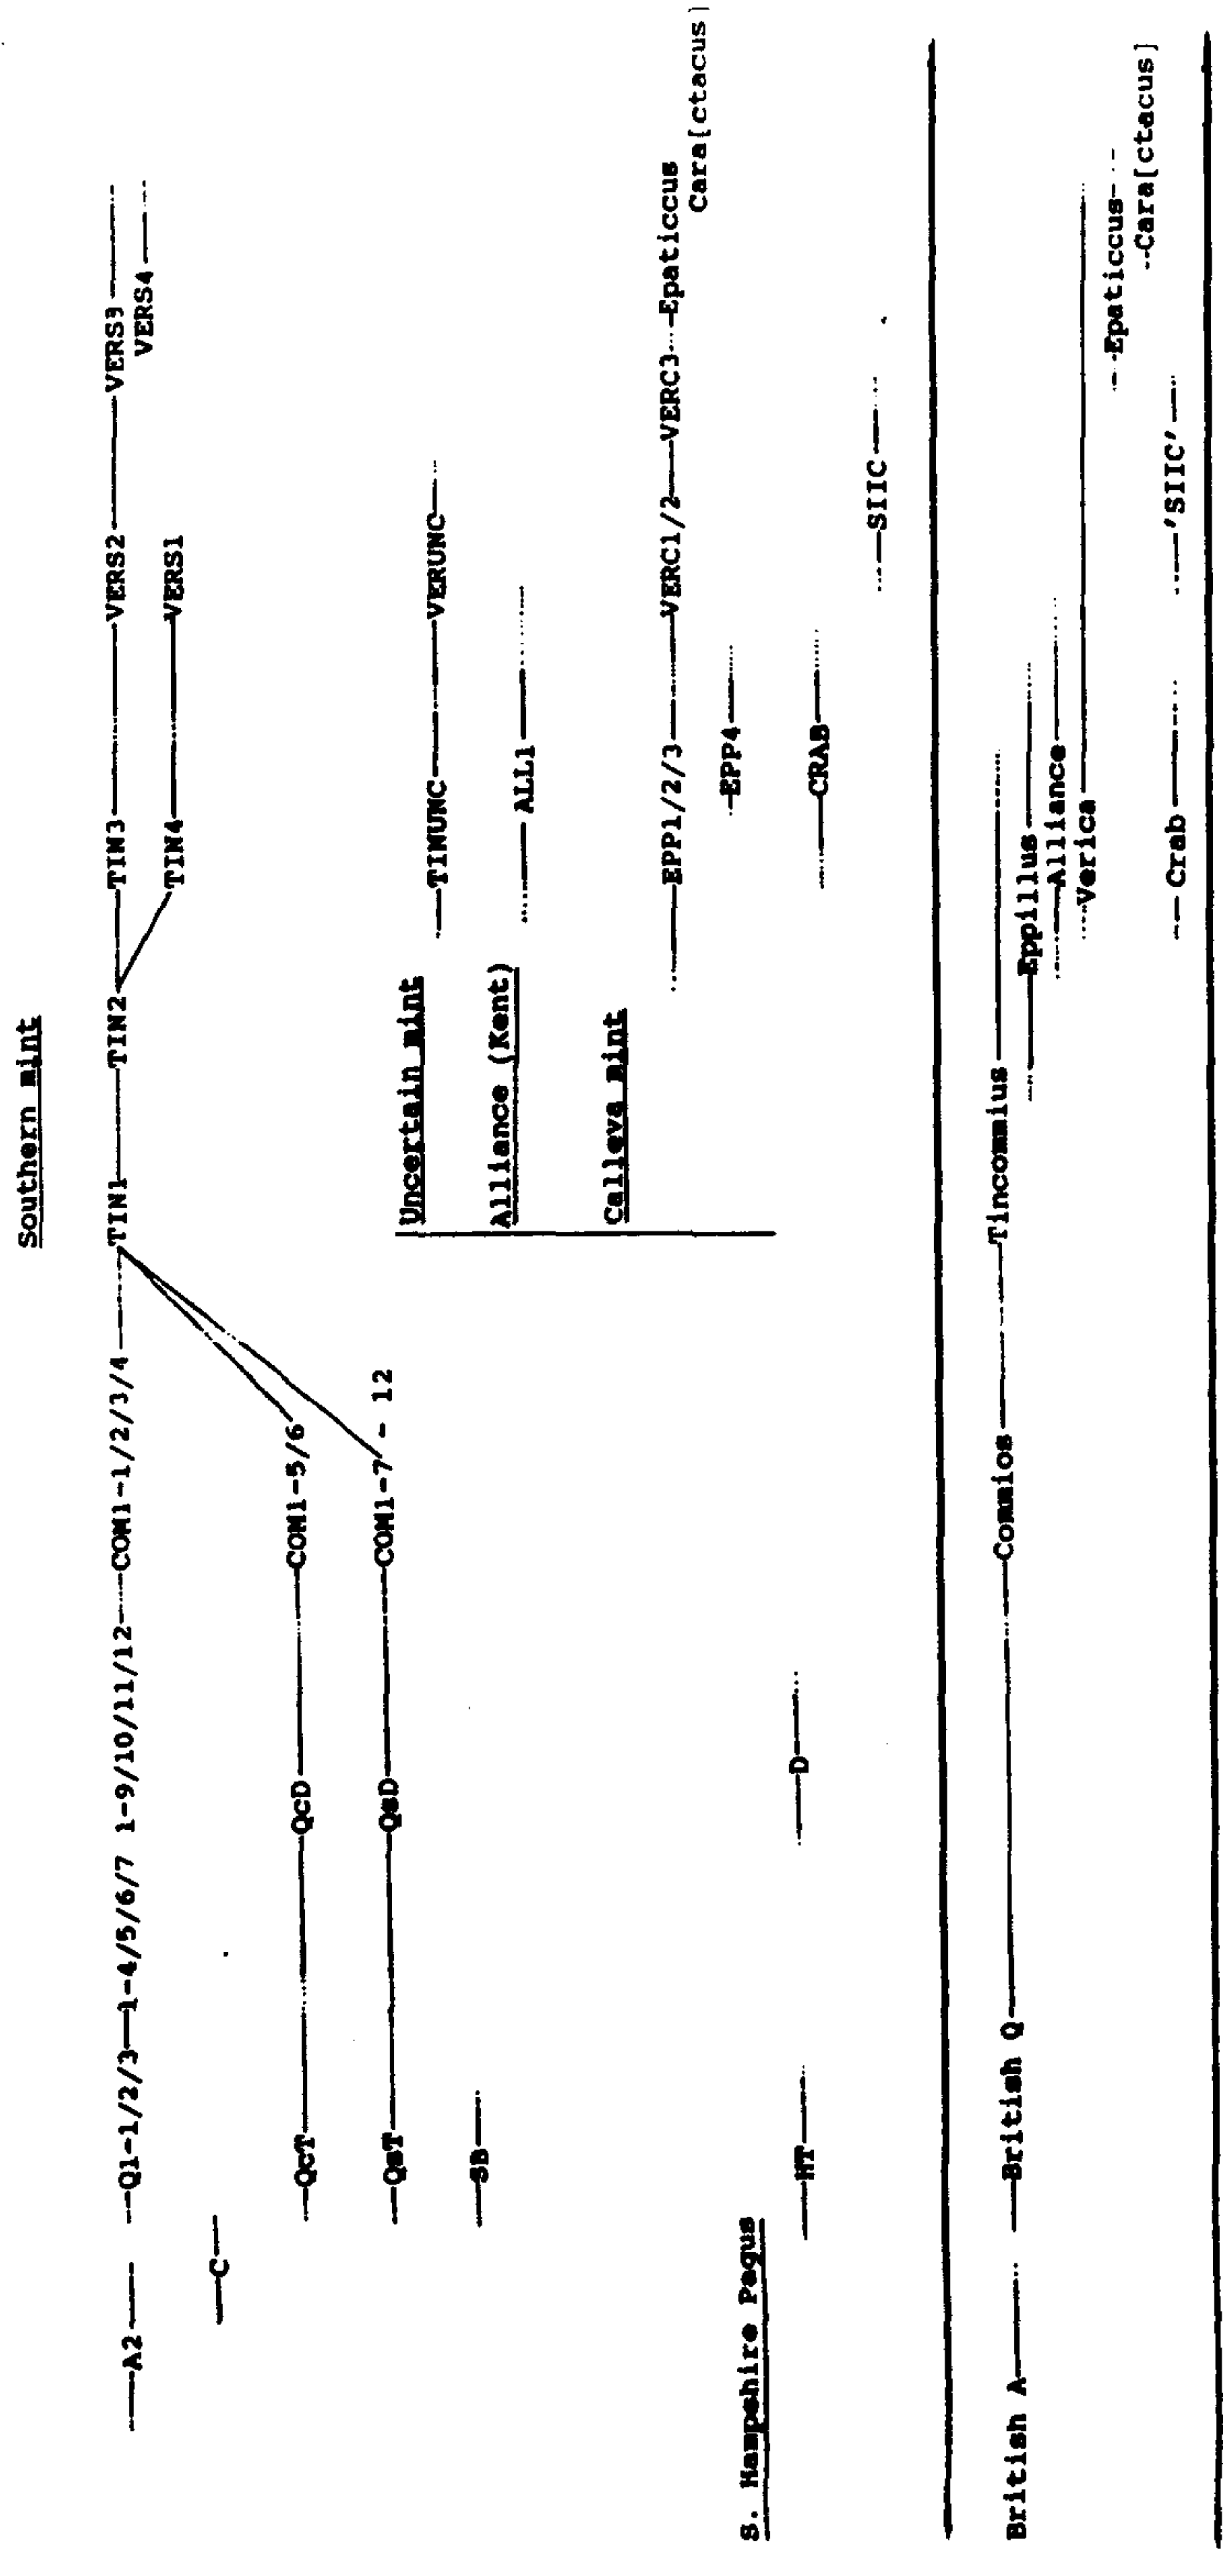 Southern mint
A2 Q1-1/2/3 1-4/5/6/7 1-9/10/11/12 COM1-1/2/3/4 TIN1 TIN2 TIN3 VERS2 VERS3
VERS4
TIN4 VERS1
C
QcT QcD COM1-5/6
QsT QsD COM1-7 - 12
SB
Uncertain mint
TINUNC VERUNC
Alliance (Kent)
ALL1
Calleva mint
EPP1/2/3 VERC1/2 VERC3 Epaticcus
Cara[ctacus]
EPP4
S. Hampshire Pagus
HT D CRAB
SIIC
British A British Q Commios Tincommius
Eppillus
Alliance
Verica
Epaticcus
Cara[ctacus]
Crab 'SIIC'